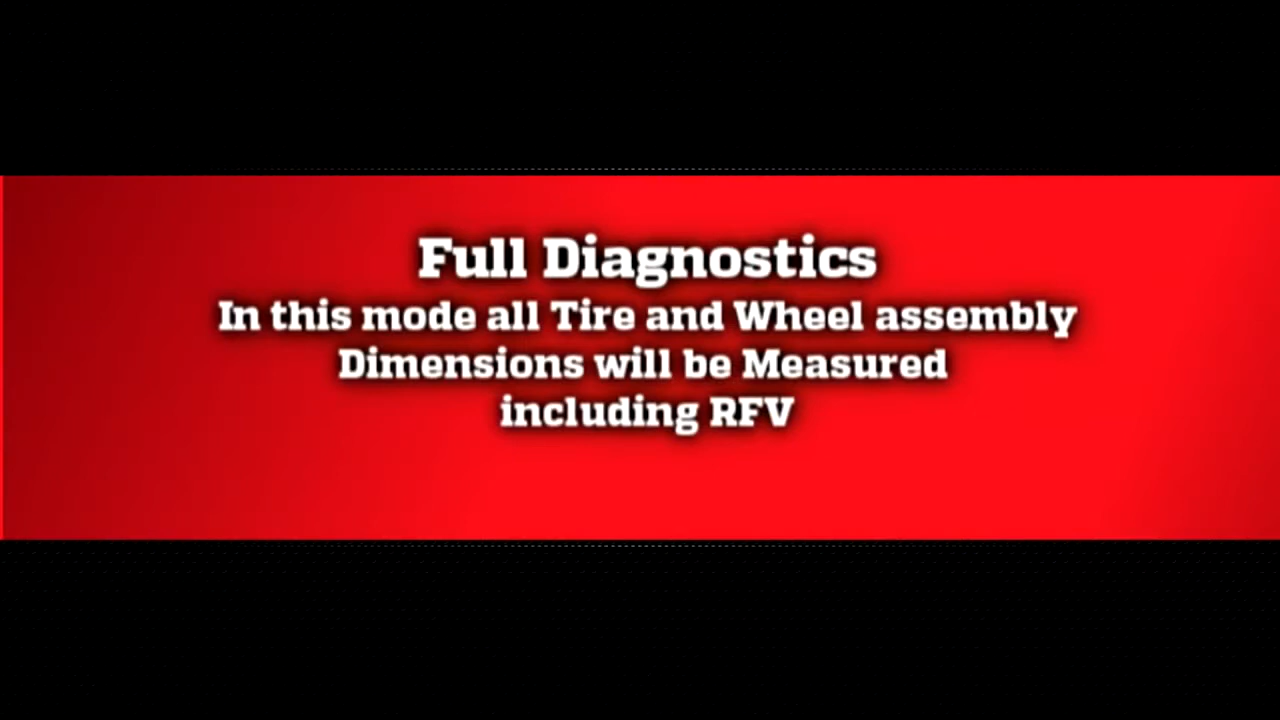 Full Diagnostics
In this mode all Tire and Wheel assembly
Dimensions will be Measured
including RFV